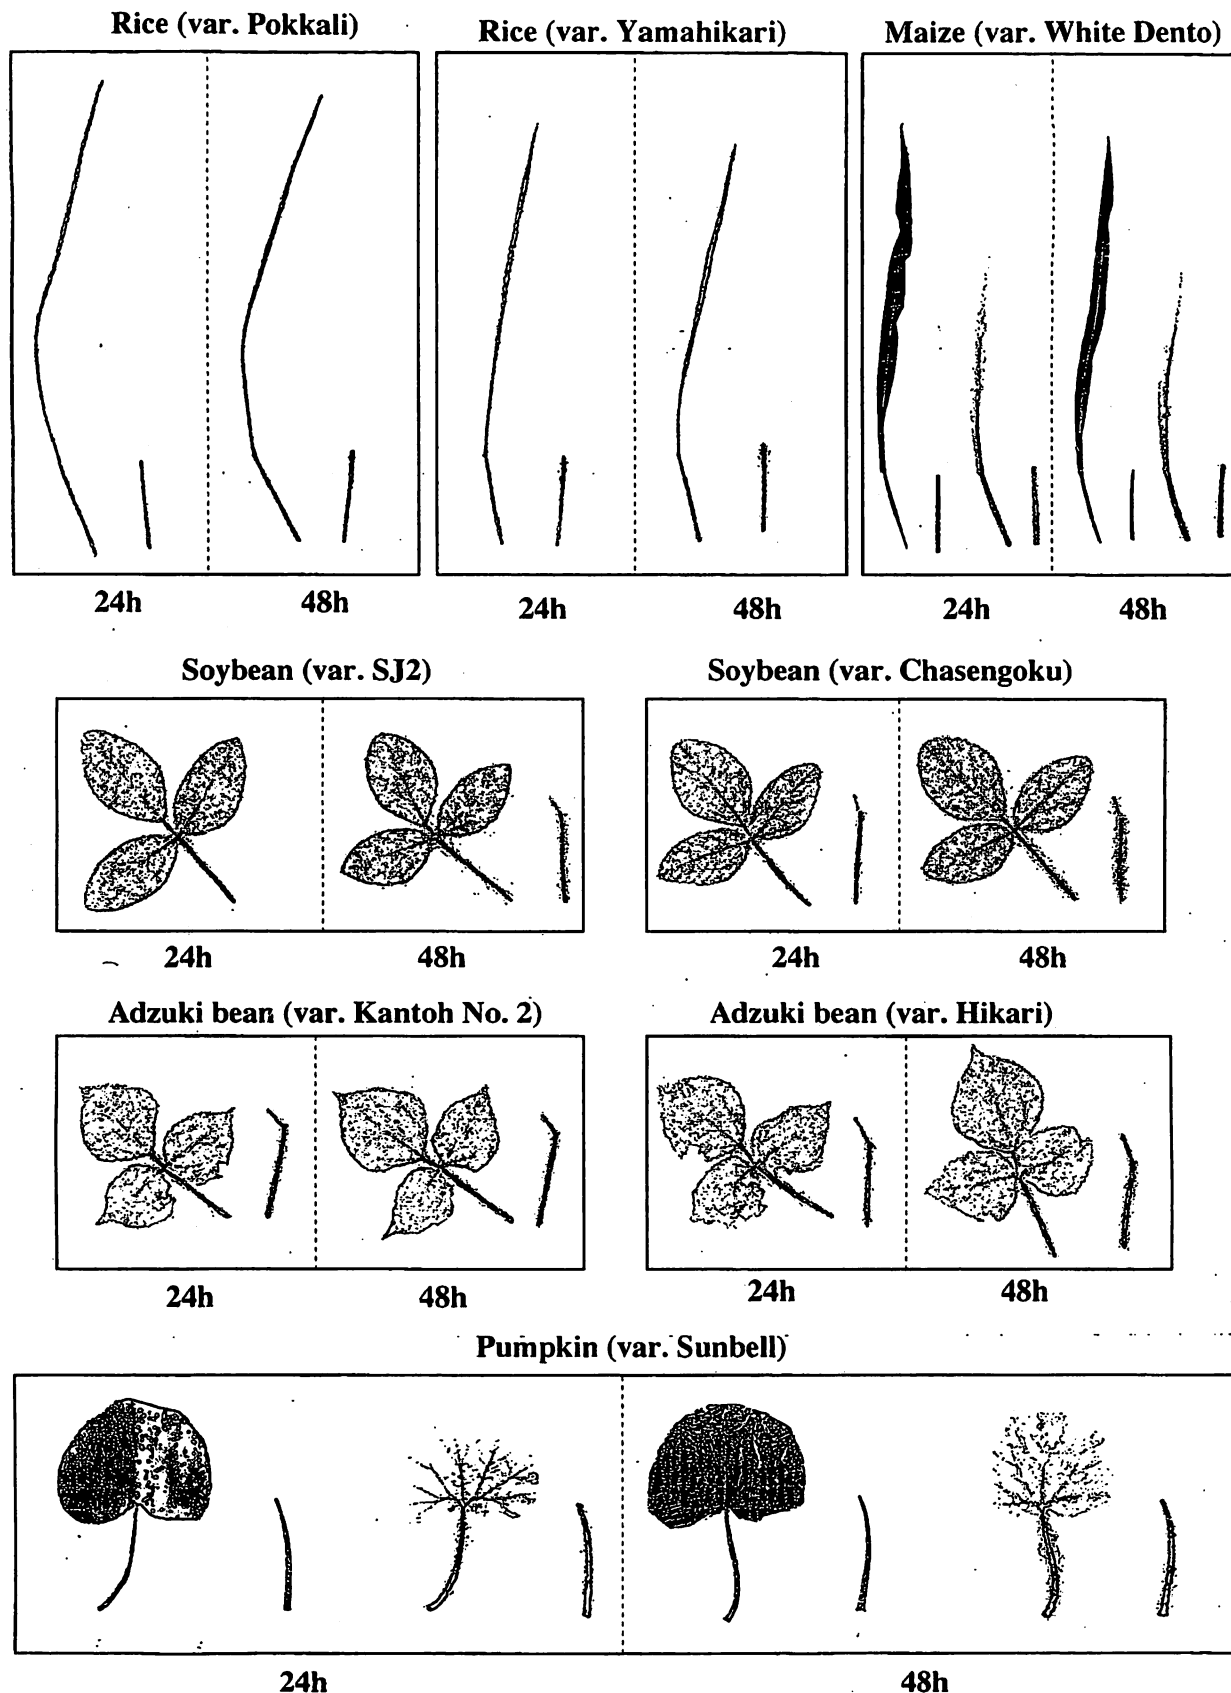 Rice (var. Pokkali)
Rice (var. Yamahikari)
Maize (var. White Dento)
24h
48h
24h
48h
24h
48h
Soybean (var. SJ2)
Soybean (var. Chasengoku)
24h
48h
24h
48h
Adzuki bean (var. Kantoh No. 2)
Adzuki bean (var. Hikari)
24h
48h
24h
48h
Pumpkin (var. Sunbell)
24h
48h